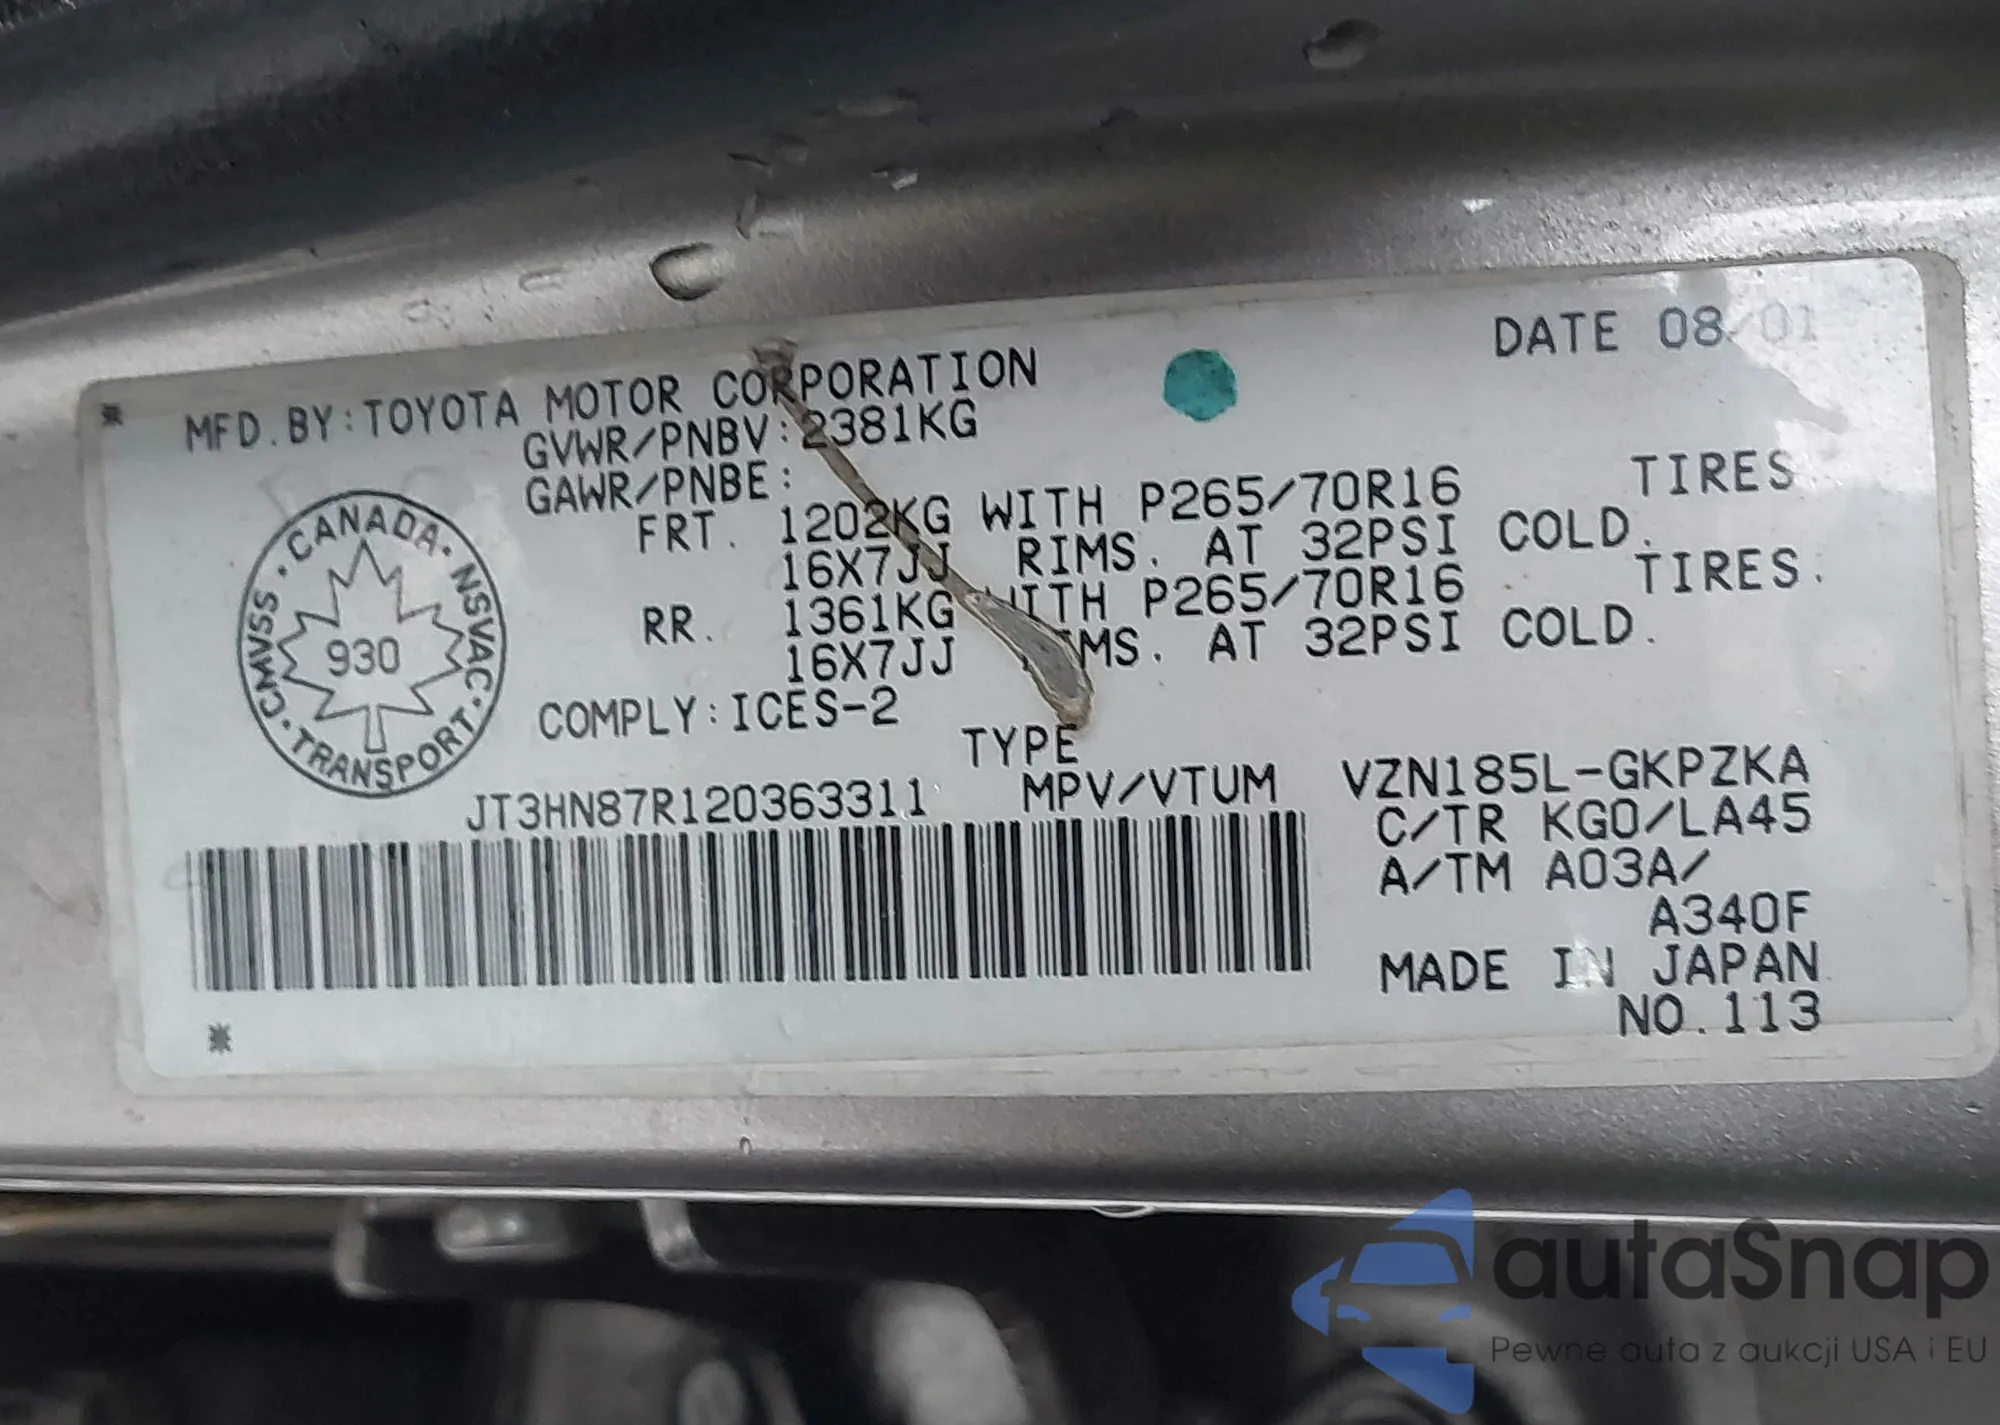 DATE 08/01
MFD.BY:TOYOTA MOTOR CORPORATION
GVWR/PNBV:2381KG
GAWR/PNBE:
FRT. 1202KG WITH P265/70R16 TIRES
16X7JJ RIMS. AT 32PSI COLD.
RR. 1361KG WITH P265/70R16 TIRES.
16X7JJ RIMS. AT 32PSI COLD.
COMPLY:ICES-2
CANADA · NSVAC · TRANSPORT · CMVSS ·
930
TYPE
JT3HN87R120363311 MPV/VTUM VZN185L-GKPZKA
C/TR KG0/LA45
A/TM A03A/
A340F
MADE IN JAPAN
NO.113
autaSnap
Pewne auta z aukcji USA i EU